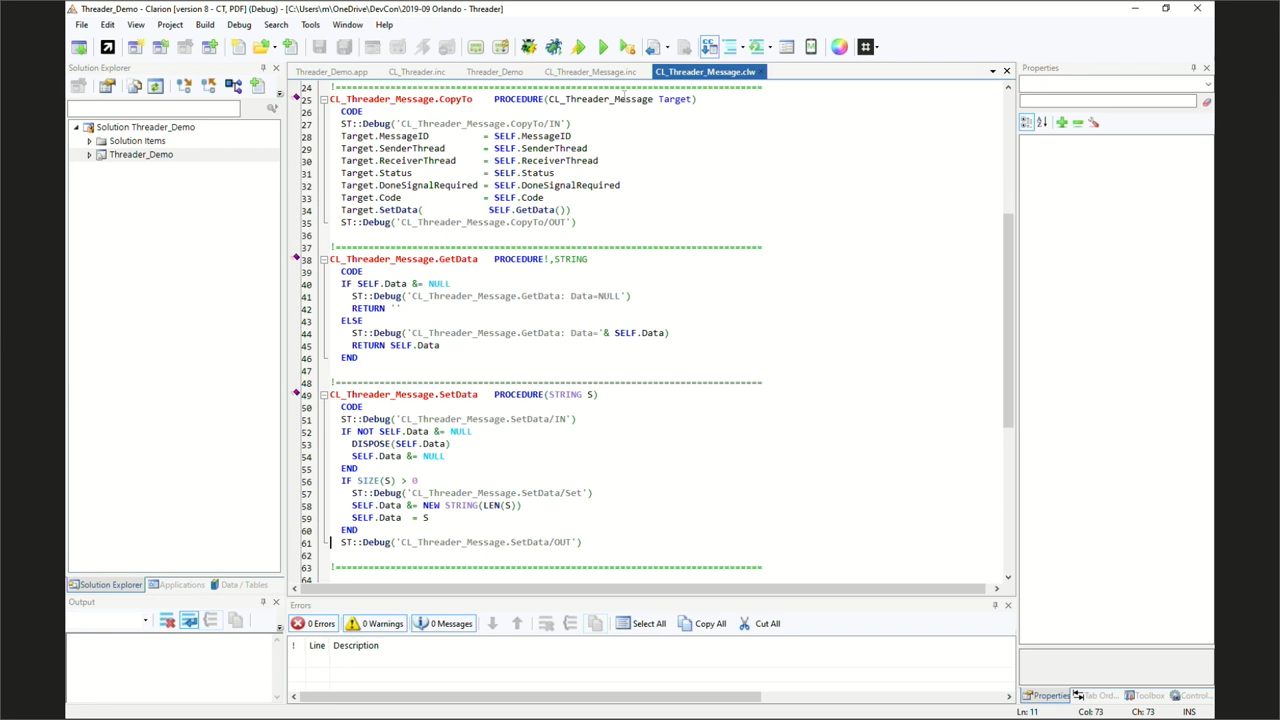 Threader_Demo - Clarion [version 8 - CT, PDF] (Debug) - [C:\Users\m\OneDrive\DevCon\2019-09 Orlando - Threader]
File Edit View Project Build Debug Search Tools Window Help
Solution Explorer
Solution Threader_Demo
Solution Items
Threader_Demo
Threader_Demo.app CL_Threader.inc Threader_Demo CL_Threader_Message.inc CL_Threader_Message.clw
24 !==============================================================================
25 CL_Threader_Message.CopyTo PROCEDURE(CL_Threader_Message Target)
26 CODE
27 ST::Debug('CL_Threader_Message.CopyTo/IN')
28 Target.MessageID = SELF.MessageID
29 Target.SenderThread = SELF.SenderThread
30 Target.ReceiverThread = SELF.ReceiverThread
31 Target.Status = SELF.Status
32 Target.DoneSignalRequired = SELF.DoneSignalRequired
33 Target.Code = SELF.Code
34 Target.SetData( SELF.GetData())
35 ST::Debug('CL_Threader_Message.CopyTo/OUT')
36
37 !==============================================================================
38 CL_Threader_Message.GetData PROCEDURE!,STRING
39 CODE
40 IF SELF.Data &= NULL
41 ST::Debug('CL_Threader_Message.GetData: Data=NULL')
42 RETURN ''
43 ELSE
44 ST::Debug('CL_Threader_Message.GetData: Data='& SELF.Data)
45 RETURN SELF.Data
46 END
47
48 !==============================================================================
49 CL_Threader_Message.SetData PROCEDURE(STRING S)
50 CODE
51 ST::Debug('CL_Threader_Message.SetData/IN')
52 IF NOT SELF.Data &= NULL
53 DISPOSE(SELF.Data)
54 SELF.Data &= NULL
55 END
56 IF SIZE(S) > 0
57 ST::Debug('CL_Threader_Message.SetData/Set')
58 SELF.Data &= NEW STRING(LEN(S))
59 SELF.Data = S
60 END
61 ST::Debug('CL_Threader_Message.SetData/OUT')
62
63 !==============================================================================
64
Properties
Solution Explorer Applications Data / Tables
Output
Errors
0 Errors 0 Warnings 0 Messages Select All Copy All Cut All
! Line Description
Properties Tab Ord... Toolbox Control...
Ln: 11 Col: 73 Ch: 73 INS